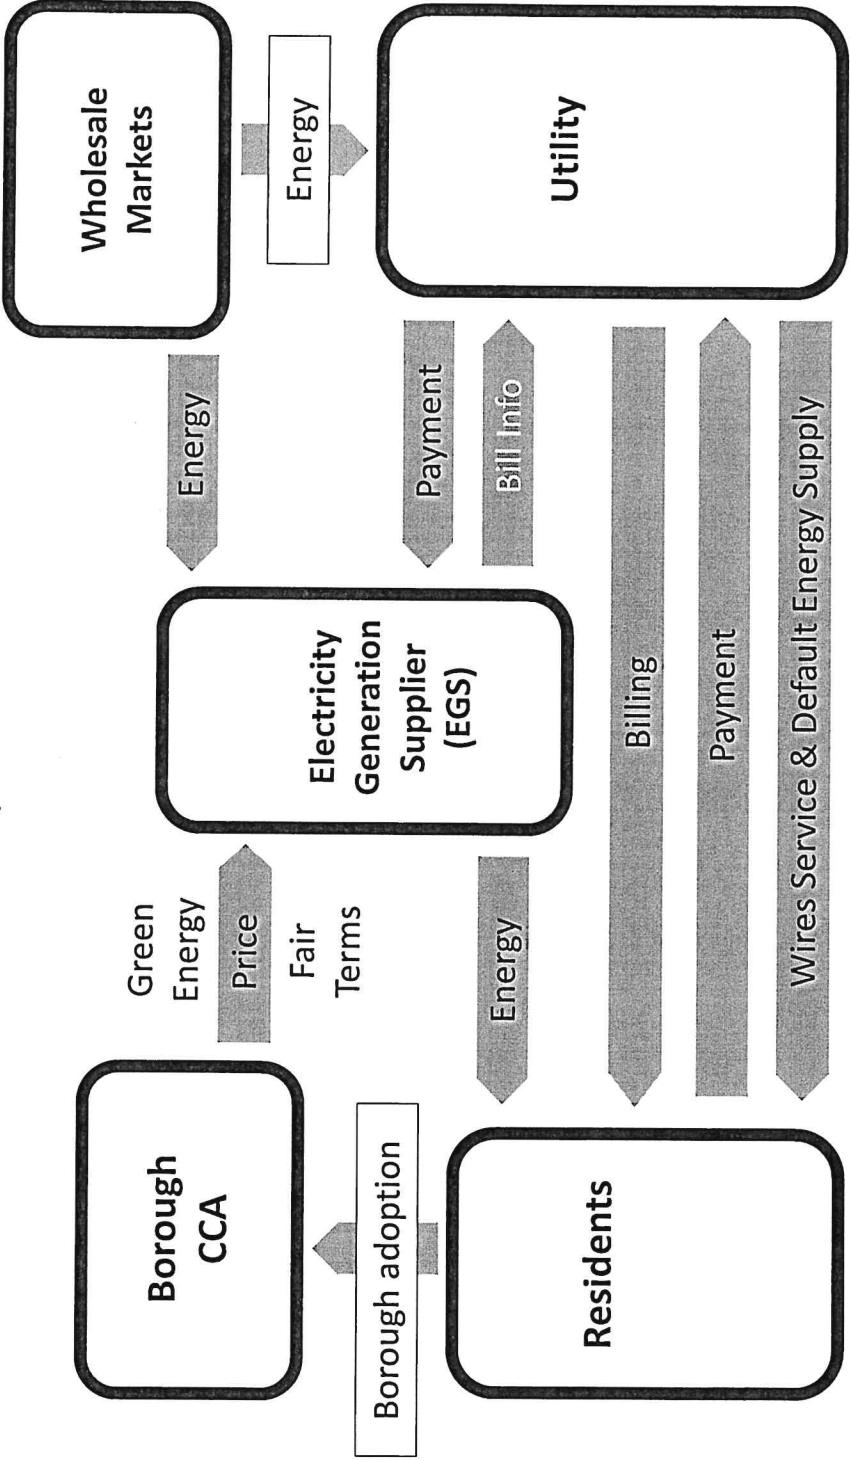 Borough
CCA
Green
Energy
Price
Fair
Terms
Electricity
Generation
Supplier
(EGS)
Energy
Wholesale
Markets
Borough adoption
Energy
Payment
Bill Info
Energy
Residents
Billing
Payment
Wires Service & Default Energy Supply
Utility